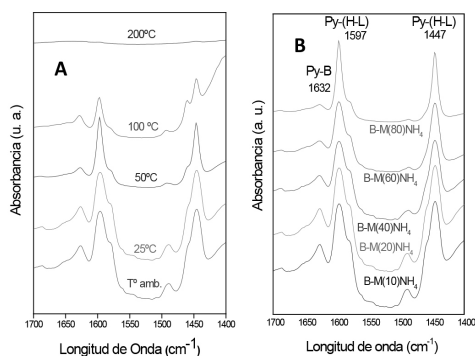 Absorbancia (u. a.)
A
200ºC
100 ºC
50ºC
25ºC
Tº amb.
1700 1650 1600 1550 1500 1450 1400
Longitud de Onda (cm-1)
Absorbancia (a. u.)
B
Py-(H-L)
1597
Py-(H-L)
1447
Py-B
1632
B-M(80)NH4
B-M(60)NH4
B-M(40)NH4
B-M(20)NH4
B-M(10)NH4
1700 1650 1600 1550 1500 1450 1400
Longitud de Onda (cm-1)